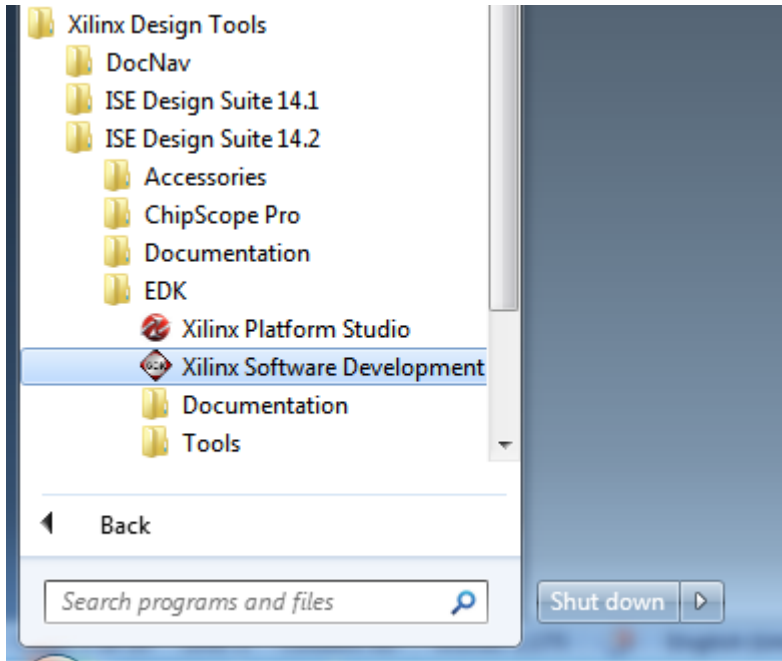 Xilinx Design Tools
DocNav
ISE Design Suite 14.1
ISE Design Suite 14.2
Accessories
ChipScope Pro
Documentation
EDK
Xilinx Platform Studio
Xilinx Software Development
Documentation
Tools
Back
Search programs and files
Shut down